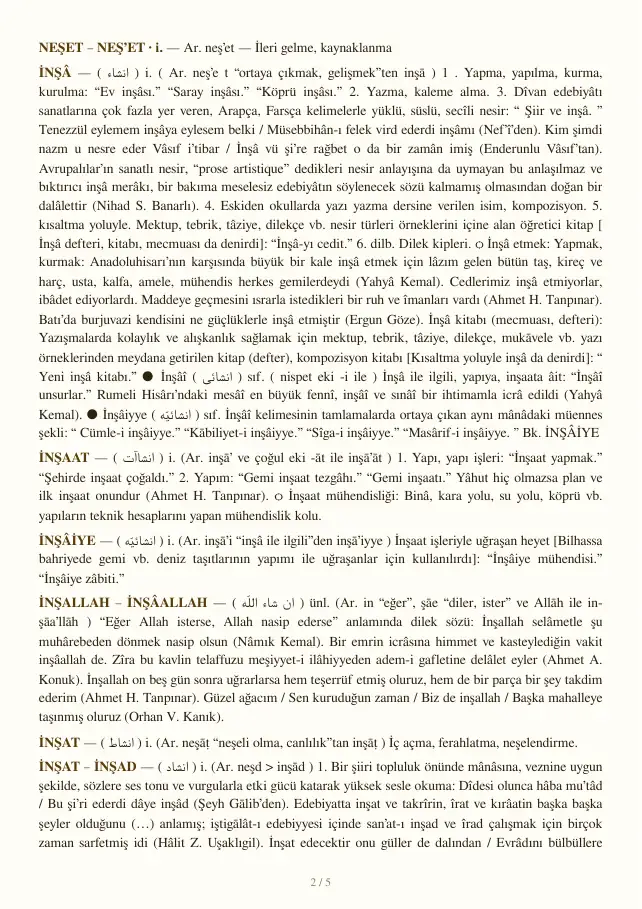 NEŞET – NEŞ’ET · i. — Ar. neş’et — İleri gelme, kaynaklanma
İNŞÂ — ( انشاء ) i. ( Ar. neş’e t “ortaya çıkmak, gelişmek”ten inşā ) 1 . Yapma, yapılma, kurma,
kurulma: “Ev inşâsı.” “Saray inşâsı.” “Köprü inşâsı.” 2. Yazma, kaleme alma. 3. Dîvan edebiyâtı
sanatlarına çok fazla yer veren, Arapça, Farsça kelimelerle yüklü, süslü, secîli nesir: “ Şiir ve inşâ. ”
Tenezzül eylemem inşâya eylesem belki / Müsebbihân-ı felek vird ederdi inşâmı (Nef’î’den). Kim şimdi
nazm u nesre eder Vâsıf i’tibar / İnşâ vü şi’re rağbet o da bir zamân imiş (Enderunlu Vâsıf’tan).
Avrupalılar’ın sanatlı nesir, “prose artistique” dedikleri nesir anlayışına da uymayan bu anlaşılmaz ve
bıktırıcı inşâ merâkı, bir bakıma meselesiz edebiyâtın söylenecek sözü kalmamış olmasından doğan bir
dalâlettir (Nihad S. Banarlı). 4. Eskiden okullarda yazı yazma dersine verilen isim, kompozisyon. 5.
kısaltma yoluyle. Mektup, tebrik, tâziye, dilekçe vb. nesir türleri örneklerini içine alan öğretici kitap [
İnşâ defteri, kitabı, mecmuası da denirdi]: “İnşâ-yı cedit.” 6. dilb. Dilek kipleri. ѻ İnşâ etmek: Yapmak,
kurmak: Anadoluhisarı’nın karşısında büyük bir kale inşâ etmek için lâzım gelen bütün taş, kireç ve
harç, usta, kalfa, amele, mühendis herkes gemilerdeydi (Yahyâ Kemal). Cedlerimiz inşâ etmiyorlar,
ibâdet ediyorlardı. Maddeye geçmesini ısrarla istedikleri bir ruh ve îmanları vardı (Ahmet H. Tanpınar).
Batı’da burjuvazi kendisini ne güçlüklerle inşâ etmiştir (Ergun Göze). İnşâ kitabı (mecmuası, defteri):
Yazışmalarda kolaylık ve alışkanlık sağlamak için mektup, tebrik, tâziye, dilekçe, mukāvele vb. yazı
örneklerinden meydana getirilen kitap (defter), kompozisyon kitabı [Kısaltma yoluyle inşâ da denirdi]: “
Yeni inşâ kitabı.” ● İnşâî ( انشائى ) sıf. ( nispet eki -i ile ) İnşâ ile ilgili, yapıya, inşaata âit: “İnşâî
unsurlar.” Rumeli Hisârı’ndaki mesâî en büyük fennî, inşâî ve sınâî bir ihtimamla icrâ edildi (Yahyâ
Kemal). ● İnşâiyye ( انشائيّه ) sıf. İnşâî kelimesinin tamlamalarda ortaya çıkan aynı mânâdaki müennes
şekli: “ Cümle-i inşâiyye.” “Kābiliyet-i inşâiyye.” “Sîga-i inşâiyye.” “Masârif-i inşâiyye. ” Bk. İNŞÂİYE
İNŞAAT — ( انشاآت ) i. (Ar. inşā’ ve çoğul eki -āt ile inşā’āt ) 1. Yapı, yapı işleri: “İnşaat yapmak.”
“Şehirde inşaat çoğaldı.” 2. Yapım: “Gemi inşaat tezgâhı.” “Gemi inşaatı.” Yâhut hiç olmazsa plan ve
ilk inşaat onundur (Ahmet H. Tanpınar). ѻ İnşaat mühendisliği: Binâ, kara yolu, su yolu, köprü vb.
yapıların teknik hesaplarını yapan mühendislik kolu.
İNŞÂİYE — ( انشائيّه ) i. (Ar. inşā’i “inşâ ile ilgili”den inşā’iyye ) İnşaat işleriyle uğraşan heyet [Bilhassa
bahriyede gemi vb. deniz taşıtlarının yapımı ile uğraşanlar için kullanılırdı]: “İnşâiye mühendisi.”
“İnşâiye zâbiti.”
İNŞALLAH – İNŞÂALLAH — ( ان شاء الله ) ünl. (Ar. in “eğer”, şāe “diler, ister” ve Allāh ile in-
şāa’llāh ) “Eğer Allah isterse, Allah nasip ederse” anlamında dilek sözü: İnşallah selâmetle şu
muhârebeden dönmek nasip olsun (Nâmık Kemal). Bir emrin icrâsına himmet ve kasteylediğin vakit
inşâallah de. Zîra bu kavlin telaffuzu meşiyyet-i ilâhiyyeden adem-i gafletine delâlet eyler (Ahmet A.
Konuk). İnşallah on beş gün sonra uğrarlarsa hem teşerrüf etmiş oluruz, hem de bir parça bir şey takdim
ederim (Ahmet H. Tanpınar). Güzel ağacım / Sen kuruduğun zaman / Biz de inşallah / Başka mahalleye
taşınmış oluruz (Orhan V. Kanık).
İNŞAT — ( انشاط ) i. (Ar. neşāṭ “neşeli olma, canlılık”tan inşāṭ ) İç açma, ferahlatma, neşelendirme.
İNŞAT – İNŞAD — ( انشاد ) i. (Ar. neşd > inşād ) 1. Bir şiiri topluluk önünde mânâsına, veznine uygun
şekilde, sözlere ses tonu ve vurgularla etki gücü katarak yüksek sesle okuma: Dîdesi olunca hâba mu’tâd
/ Bu şi’ri ederdi dâye inşâd (Şeyh Gālib’den). Edebiyatta inşat ve takrîrin, îrat ve kırâatin başka başka
şeyler olduğunu (…) anlamış; iştigālât-ı edebiyyesi içinde san’at-ı inşad ve îrad çalışmak için birçok
zaman sarfetmiş idi (Hâlit Z. Uşaklıgil). İnşat edecektir onu güller de dalından / Evrâdını bülbüllere
2 / 5